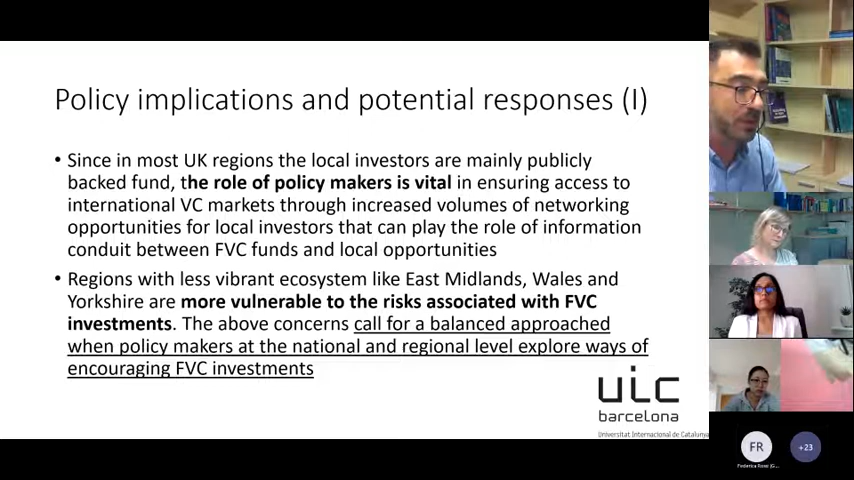 Policy implications and potential responses (I)
• Since in most UK regions the local investors are mainly publicly
backed fund, the role of policy makers is vital in ensuring access to
international VC markets through increased volumes of networking
opportunities for local investors that can play the role of information
conduit between FVC funds and local opportunities
• Regions with less vibrant ecosystem like East Midlands, Wales and
Yorkshire are more vulnerable to the risks associated with FVC
investments. The above concerns call for a balanced approached
when policy makers at the national and regional level explore ways of
encouraging FVC investments
uic
barcelona
Universitat Internacional de Catalunya
FR
+23